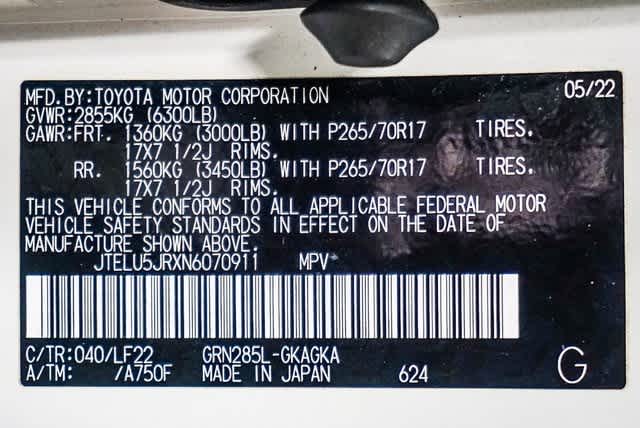 MFD.BY:TOYOTA MOTOR CORPORATION 05/22
GVWR:2855KG (6300LB)
GAWR:FRT. 1360KG (3000LB) WITH P265/70R17 TIRES.
17X7 1/2J RIMS.
RR. 1560KG (3450LB) WITH P265/70R17 TIRES.
17X7 1/2J RIMS.
THIS VEHICLE CONFORMS TO ALL APPLICABLE FEDERAL MOTOR
VEHICLE SAFETY STANDARDS IN EFFECT ON THE DATE OF
MANUFACTURE SHOWN ABOVE.
JTELU5JRXN6070911 MPV
C/TR:040/LF22 GRN285L-GKAGKA
A/TM: /A750F MADE IN JAPAN 624 G